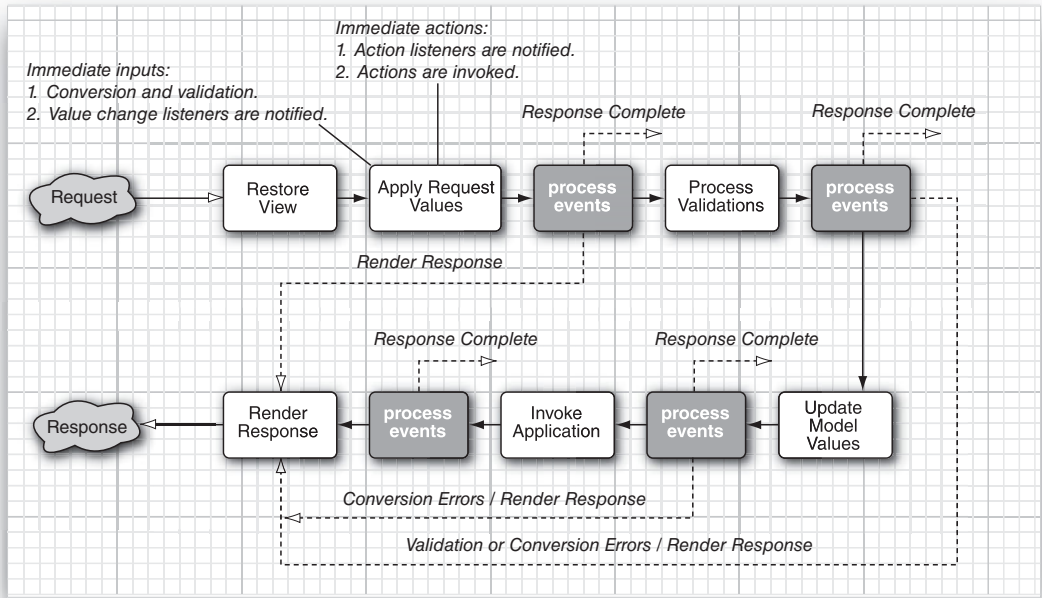 Immediate actions:
1. Action listeners are notified.
2. Actions are invoked.
Immediate inputs:
1. Conversion and validation.
2. Value change listeners are notified.
Response Complete
Response Complete
Request
Restore
View
Apply Request
Values
process
events
Process
Validations
process
events
Render Response
Response Complete
Response Complete
Response
Render
Response
process
events
Invoke
Application
process
events
Update
Model
Values
Conversion Errors / Render Response
Validation or Conversion Errors / Render Response